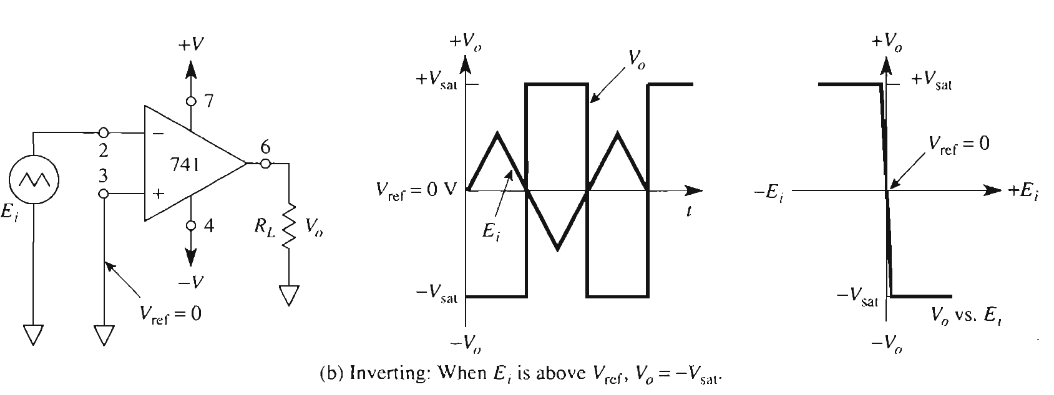 +V
7
2
−
741
6
3
+
E_i
4
R_L
V_o
−V
V_ref = 0
+V_o
V_o
+V_sat
V_ref = 0 V
E_i
t
−V_sat
−V_o
+V_o
+V_sat
V_ref = 0
−E_i
+E_i
−V_sat
V_o vs. E_i
−V_o
(b) Inverting: When E_i is above V_ref, V_o = −V_sat.